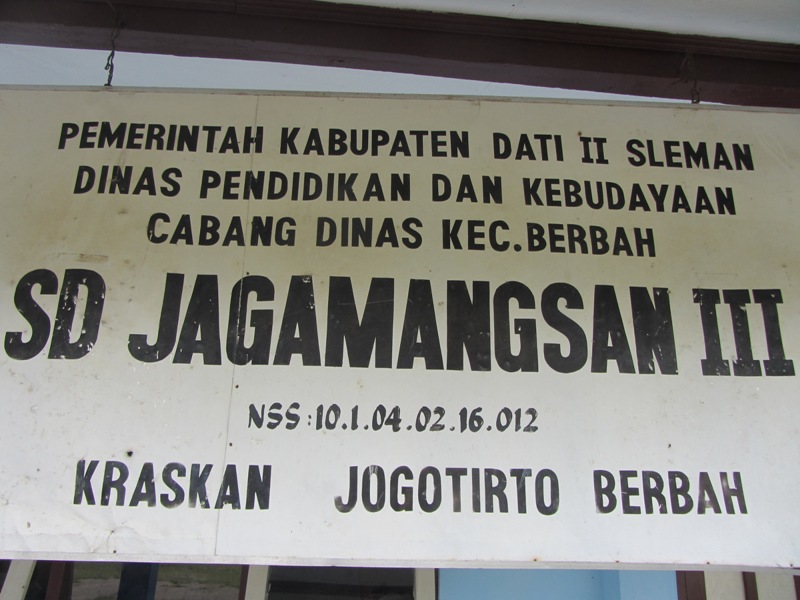 PEMERINTAH KABUPATEN DATI II SLEMAN
DINAS PENDIDIKAN DAN KEBUDAYAAN
CABANG DINAS KEC.BERBAH
SD JAGAMANGSAN III
NSS:10.1.04.02.16.012
KRASKAN JOGOTIRTO BERBAH